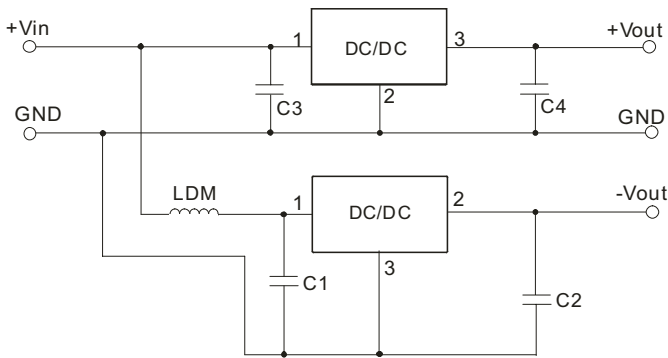 +Vin
1
DC/DC
3
+Vout
C3
2
C4
GND
GND
LDM
1
DC/DC
2
-Vout
3
C1
C2